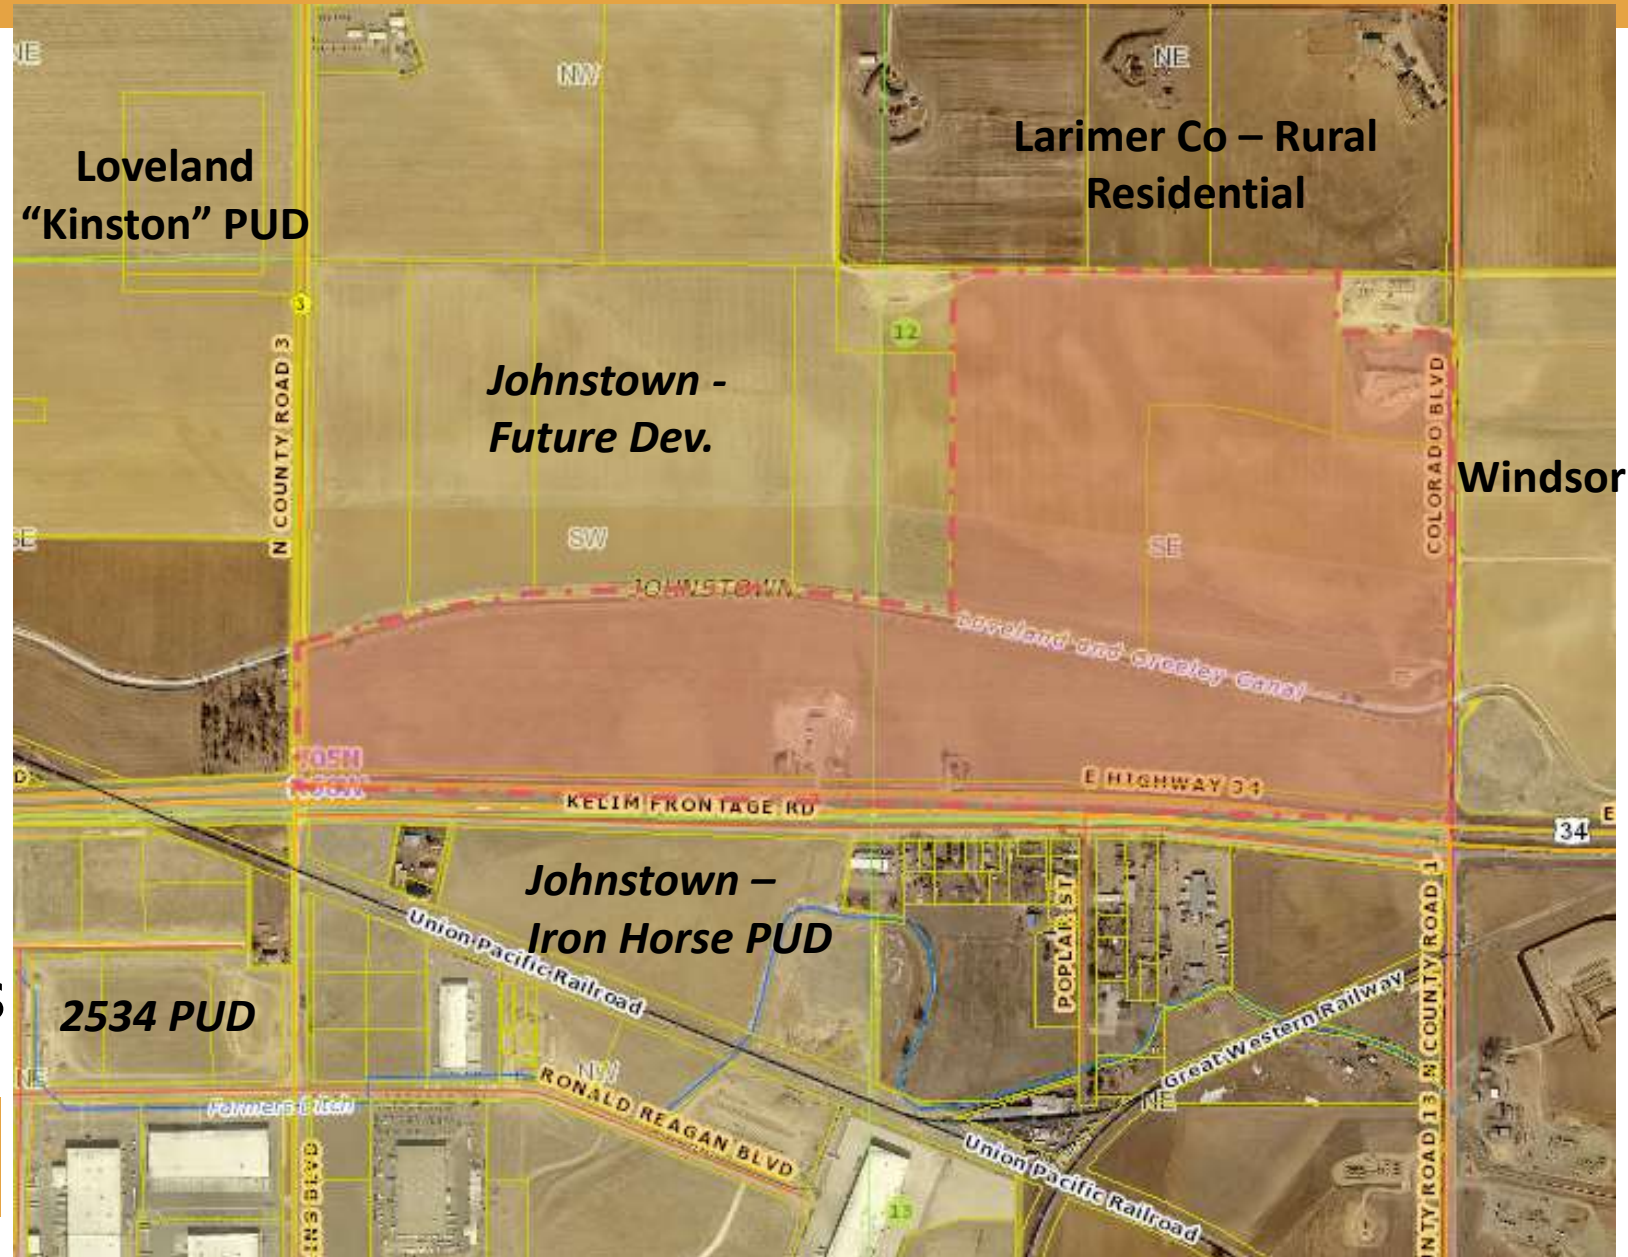 NE
NW
NE
Larimer Co – Rural
Residential
Loveland
“Kinston” PUD
3
12
N COUNTY ROAD 3
Johnstown -
Future Dev.
COLORADO BLVD
Windsor
SE
SW
SE
JOHNSTOWN
Loveland and Greeley Canal
T05N
E HIGHWAY 34
KELIM FRONTAGE RD
34
E
Johnstown –
Iron Horse PUD
Union Pacific Railroad
POPLAR ST
N COUNTY ROAD 1
2534 PUD
Great Western Railway
NE
NW
RONALD REAGAN BLVD
NE
Farmers Ditch
Union Pacific Railroad
13